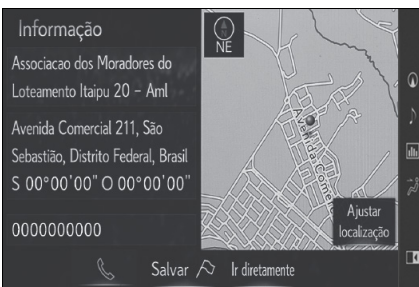 Informação
NE
Associacao dos Moradores do
Loteamento Itaipu 20 – Aml
Avenida Comercial 211, São
Sebastião, Distrito Federal, Brasil
S 00°00'00" O 00°00'00"
0000000000
Avenida Comer
Ajustar
localização
Salvar
Ir diretamente